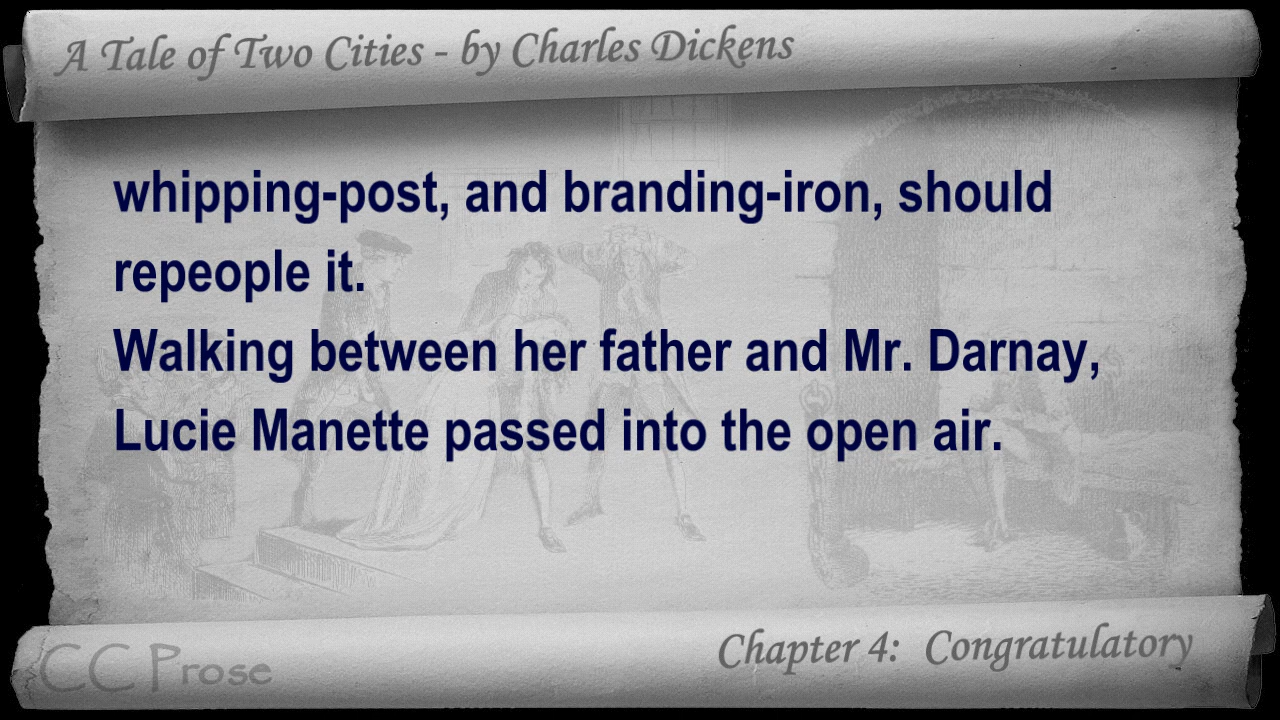 A Tale of Two Cities - by Charles Dickens
whipping-post, and branding-iron, should
repeople it.
Walking between her father and Mr. Darnay,
Lucie Manette passed into the open air.
CC Prose
Chapter 4: Congratulatory